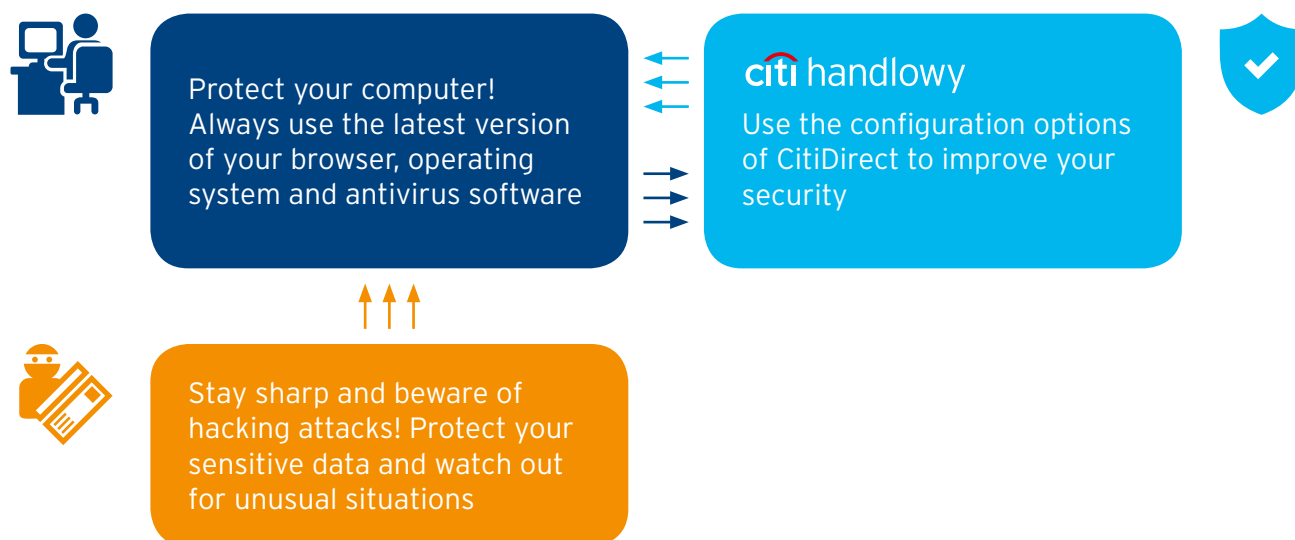 Protect your computer!
Always use the latest version
of your browser, operating
system and antivirus software
citi handlowy
Use the configuration options
of CitiDirect to improve your
security
Stay sharp and beware of
hacking attacks! Protect your
sensitive data and watch out
for unusual situations